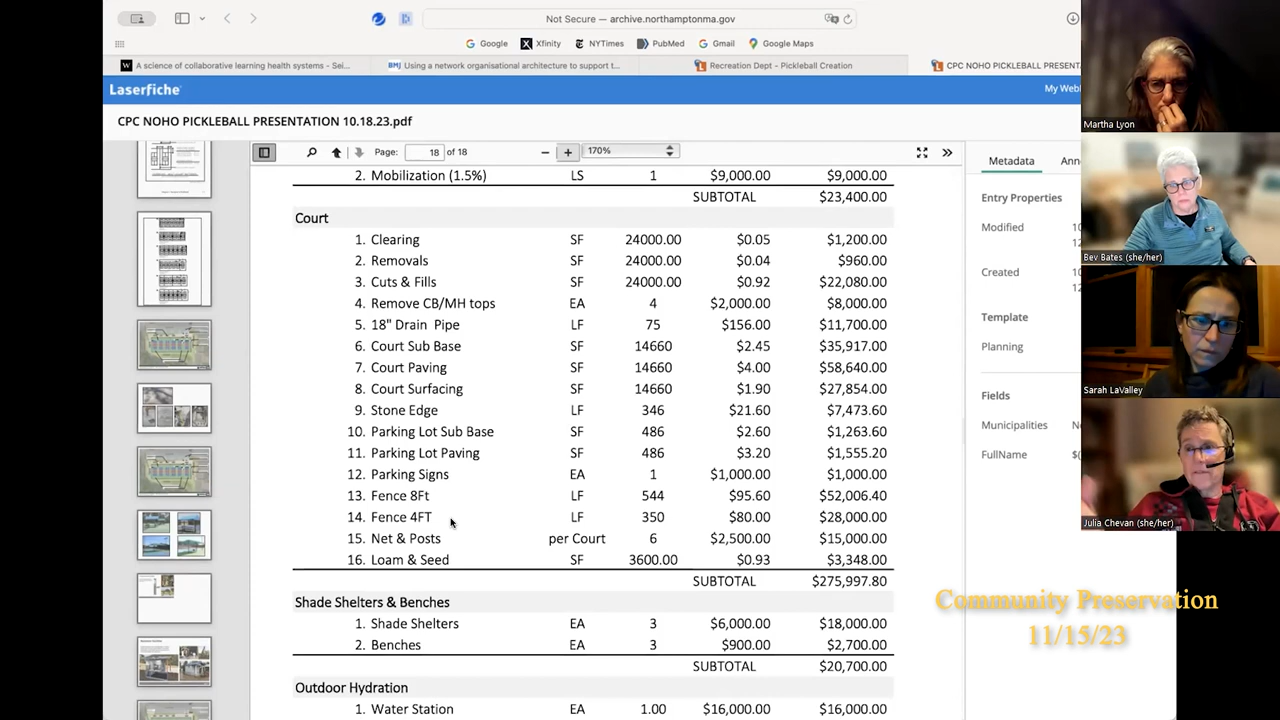 Not Secure — archive.northamptonma.gov
Google Xfinity NYTimes PubMed Gmail Google Maps
A science of collaborative learning health systems - Sei...
Using a network organisational architecture to support t...
Recreation Dept - Pickleball Creation
CPC NOHO PICKLEBALL PRESENTA
Laserfiche
My Webl
CPC NOHO PICKLEBALL PRESENTATION 10.18.23.pdf
Page: 18 of 18
170%
Metadata
Ann
2. Mobilization (1.5%) LS 1 $9,000.00 $9,000.00
SUBTOTAL $23,400.00
Court
1. Clearing SF 24000.00 $0.05 $1,200.00
2. Removals SF 24000.00 $0.04 $960.00
3. Cuts & Fills SF 24000.00 $0.92 $22,080.00
4. Remove CB/MH tops EA 4 $2,000.00 $8,000.00
5. 18" Drain Pipe LF 75 $156.00 $11,700.00
6. Court Sub Base SF 14660 $2.45 $35,917.00
7. Court Paving SF 14660 $4.00 $58,640.00
8. Court Surfacing SF 14660 $1.90 $27,854.00
9. Stone Edge LF 346 $21.60 $7,473.60
10. Parking Lot Sub Base SF 486 $2.60 $1,263.60
11. Parking Lot Paving SF 486 $3.20 $1,555.20
12. Parking Signs EA 1 $1,000.00 $1,000.00
13. Fence 8Ft LF 544 $95.60 $52,006.40
14. Fence 4FT LF 350 $80.00 $28,000.00
15. Net & Posts per Court 6 $2,500.00 $15,000.00
16. Loam & Seed SF 3600.00 $0.93 $3,348.00
SUBTOTAL $275,997.80
Shade Shelters & Benches
1. Shade Shelters EA 3 $6,000.00 $18,000.00
2. Benches EA 3 $900.00 $2,700.00
SUBTOTAL $20,700.00
Outdoor Hydration
1. Water Station EA 1.00 $16,000.00 $16,000.00
Entry Properties
Modified 10
12
Created 10
12
Template
Planning
Fields
Municipalities
FullName
Martha Lyon
Bev Bates (she/her)
Sarah LaValley
Julia Chevan (she/her)
Community Preservation
11/15/23